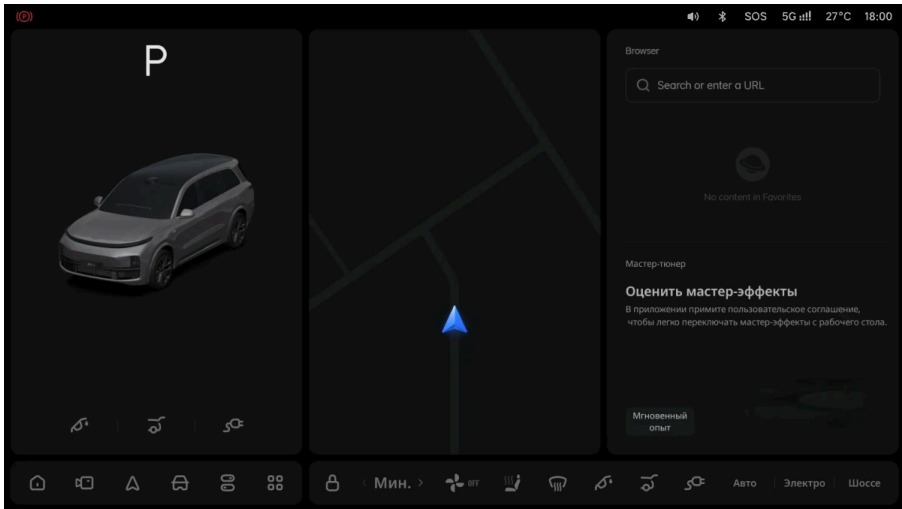 (P)
SOS 5G 27°C 18:00
P
Browser
Search or enter a URL
No content in Favorites
Мастер-тюнер
Оценить мастер-эффекты
В приложении примите пользовательское соглашение,
чтобы легко переключать мастер-эффекты с рабочего стола.
Мгновенный
опыт
Мин. OFF Авто Электро Шоссе